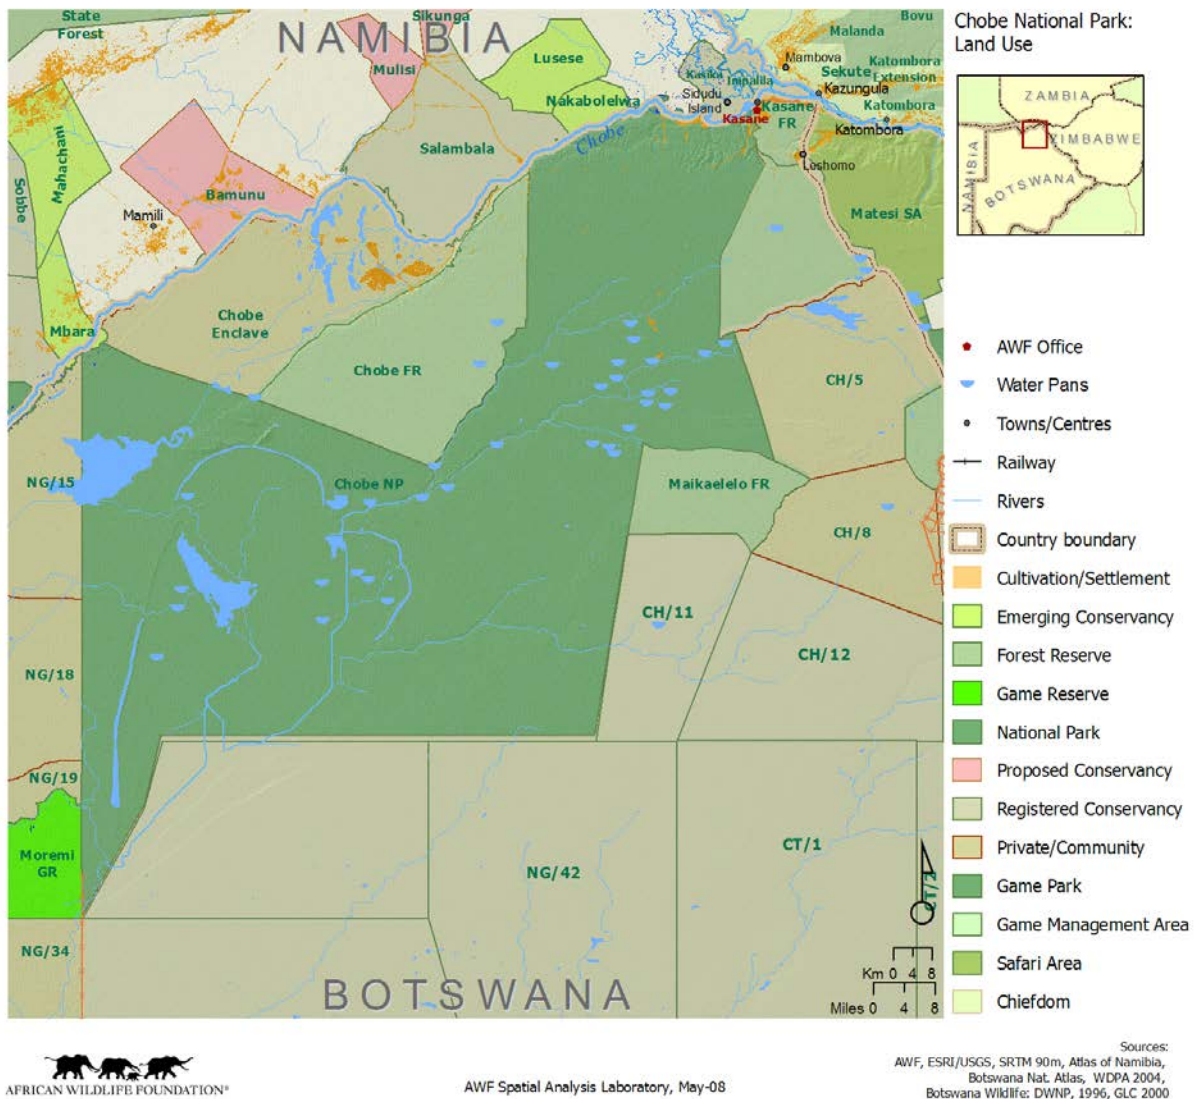 Chobe National Park:
Land Use
State
Forest
Sikunga
NAMIBIA
Bovu
Malanda
Mulisi
Lusese
Mambova
Katombora
Extension
Sekute
Kasika
Impalila
Kazungula
Nakabolelwa
Sidudu
Island
Kasane
FR
Katombora
Kasane
Katombora
Mahachani
Salambala
Chobe
Leshomo
Sobbe
Bamunu
Mamili
Matesi SA
Chobe
Enclave
Mbara
Chobe FR
CH/5
NG/15
Chobe NP
Maikaelelo FR
CH/8
CH/11
CH/12
NG/18
NG/19
Moremi
GR
NG/42
CT/1
CT/2
NG/34
BOTSWANA
Km 0 4 8
Miles 0 4 8
ZAMBIA
ZIMBABWE
NAMIBIA
BOTSWANA
AWF Office
Water Pans
Towns/Centres
Railway
Rivers
Country boundary
Cultivation/Settlement
Emerging Conservancy
Forest Reserve
Game Reserve
National Park
Proposed Conservancy
Registered Conservancy
Private/Community
Game Park
Game Management Area
Safari Area
Chiefdom
AFRICAN WILDLIFE FOUNDATION®
AWF Spatial Analysis Laboratory, May-08
Sources:
AWF, ESRI/USGS, SRTM 90m, Atlas of Namibia,
Botswana Nat. Atlas, WDPA 2004,
Botswana Wildlife: DWNP, 1996, GLC 2000